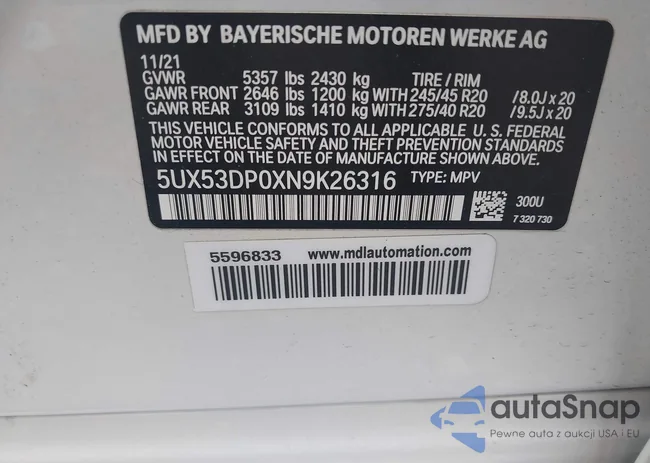 MFD BY BAYERISCHE MOTOREN WERKE AG
11/21
GVWR 5357 lbs 2430 kg TIRE / RIM
GAWR FRONT 2646 lbs 1200 kg WITH 245/45 R20 /8.0J x 20
GAWR REAR 3109 lbs 1410 kg WITH 275/40 R20 /9.5J x 20
THIS VEHICLE CONFORMS TO ALL APPLICABLE U. S. FEDERAL
MOTOR VEHICLE SAFETY AND THEFT PREVENTION STANDARDS
IN EFFECT ON THE DATE OF MANUFACTURE SHOWN ABOVE.
5UX53DP0XN9K26316 TYPE: MPV
300U
7 320 730
5596833 www.mdlautomation.com
autaSnap
Pewne auta z aukcji USA i EU